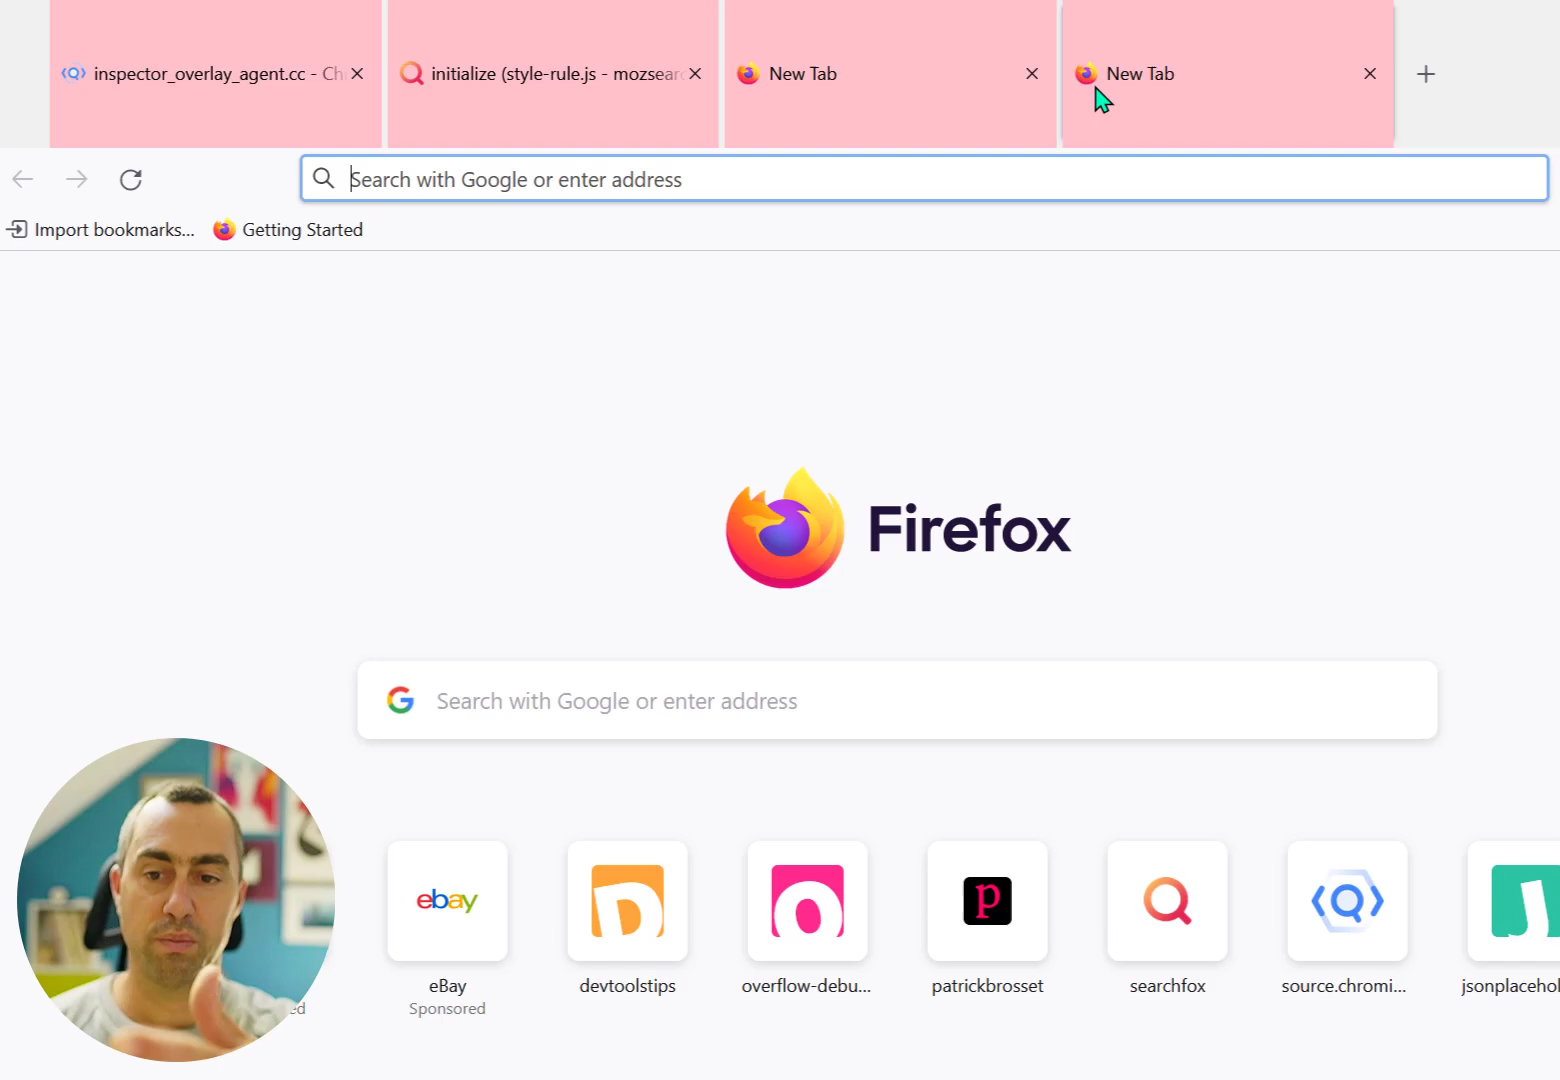 inspector_overlay_agent.cc - Ch
initialize (style-rule.js - mozsearc
New Tab
New Tab
Search with Google or enter address
Import bookmarks...
Getting Started
Firefox
Search with Google or enter address
ebay
D
O
p
J
eBay
devtoolstips
overflow-debu...
patrickbrosset
searchfox
source.chromi...
jsonplacehol
Sponsored
ed